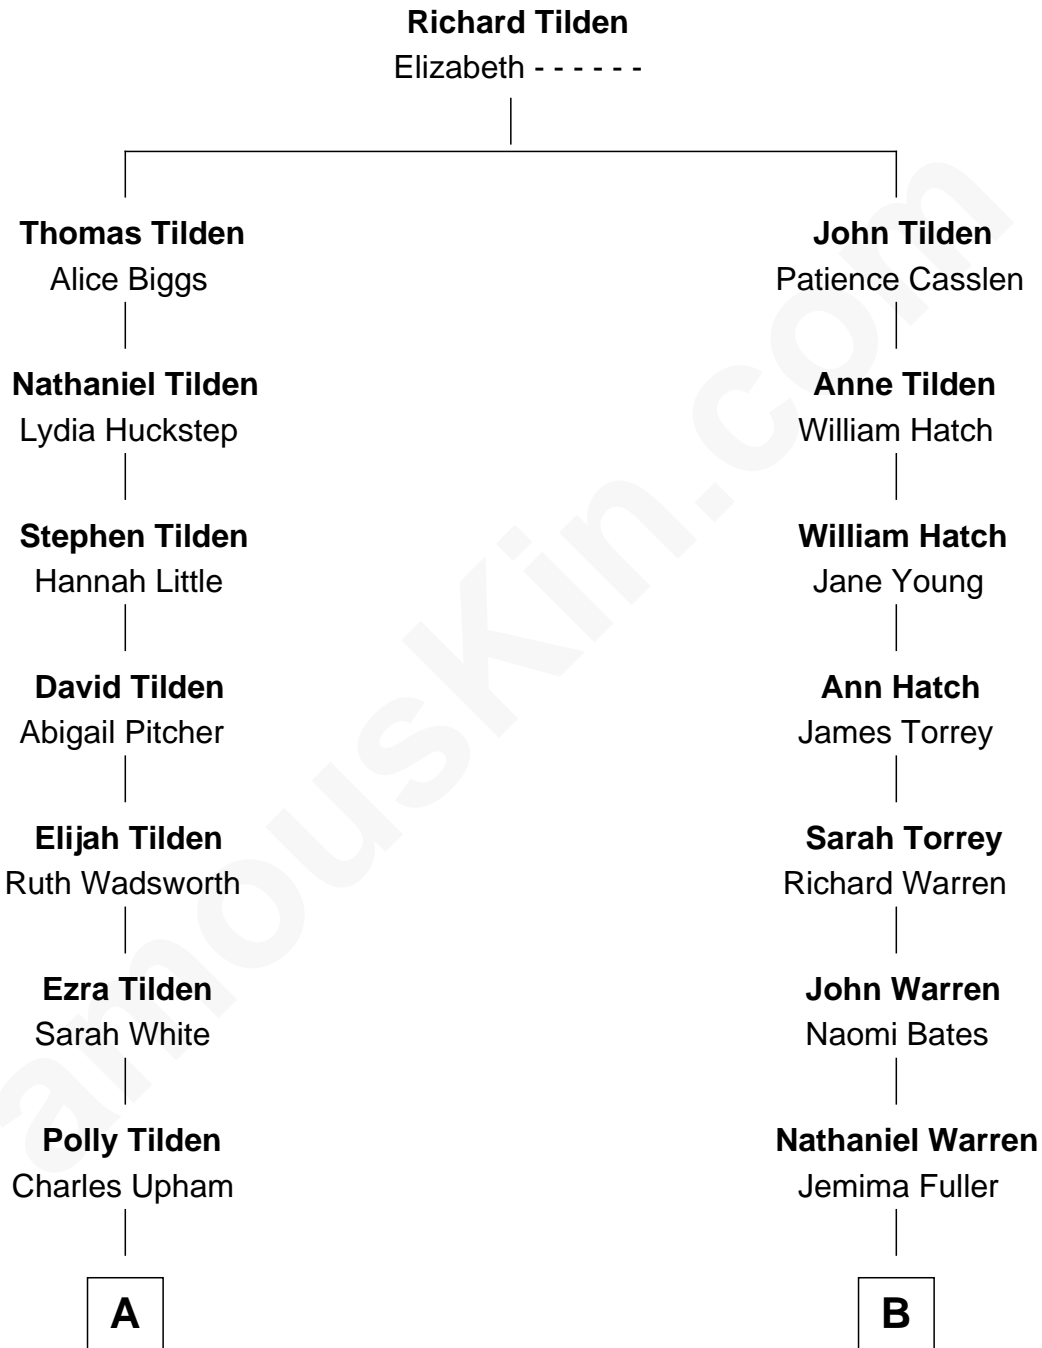 Richard Tilden
Elizabeth - - - - - -
Thomas Tilden
Alice Biggs
John Tilden
Patience Casslen
Nathaniel Tilden
Lydia Huckstep
Anne Tilden
William Hatch
Stephen Tilden
Hannah Little
William Hatch
Jane Young
David Tilden
Abigail Pitcher
Ann Hatch
James Torrey
Elijah Tilden
Ruth Wadsworth
Sarah Torrey
Richard Warren
Ezra Tilden
Sarah White
John Warren
Naomi Bates
Polly Tilden
Charles Upham
Nathaniel Warren
Jemima Fuller
A
B
amouskin.com